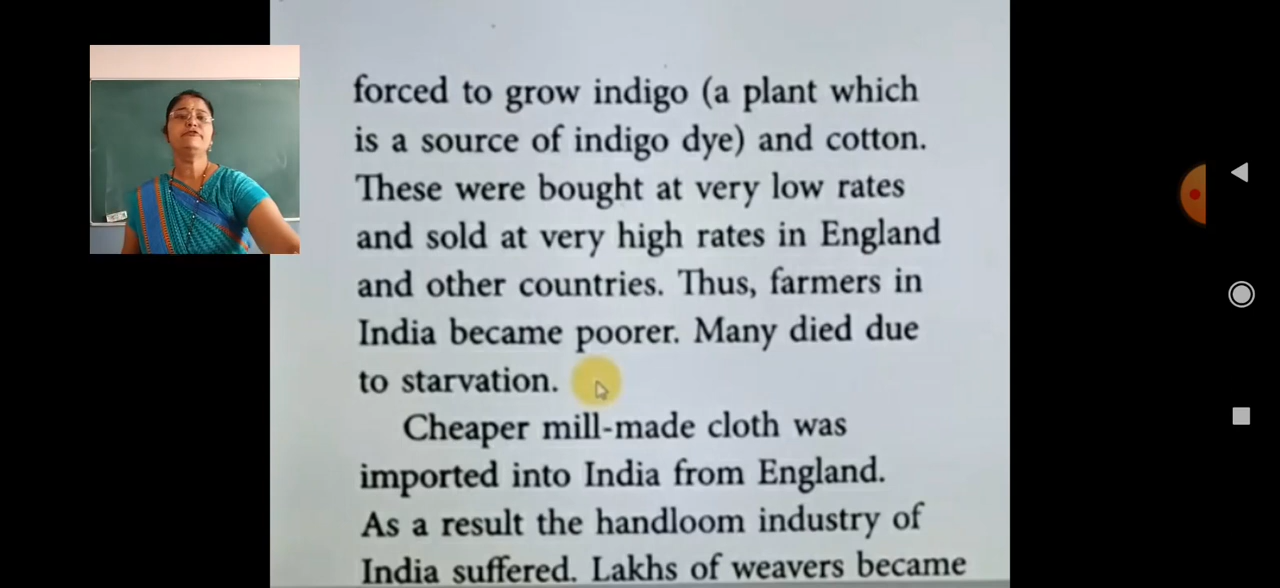 forced to grow indigo (a plant which
is a source of indigo dye) and cotton.
These were bought at very low rates
and sold at very high rates in England
and other countries. Thus, farmers in
India became poorer. Many died due
to starvation.
Cheaper mill-made cloth was
imported into India from England.
As a result the handloom industry of
India suffered. Lakhs of weavers became